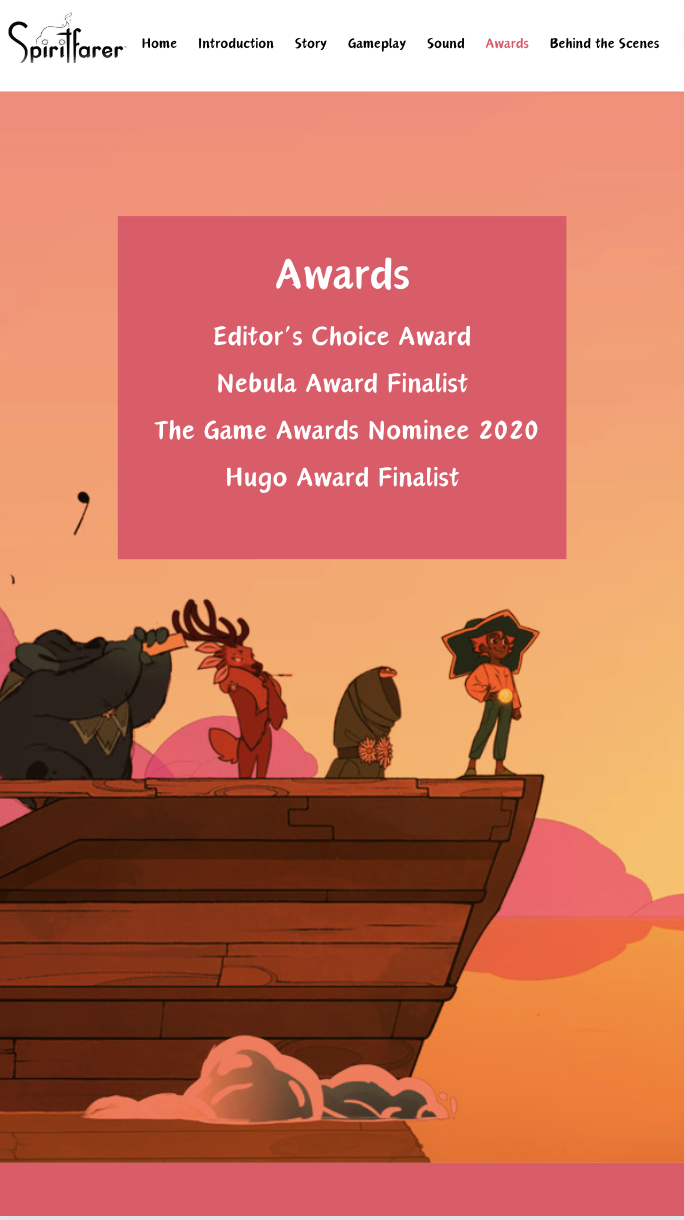 Spiritfarer
Home Introduction Story Gameplay Sound Awards Behind the Scenes
Awards
Editor's Choice Award
Nebula Award Finalist
The Game Awards Nominee 2020
Hugo Award Finalist